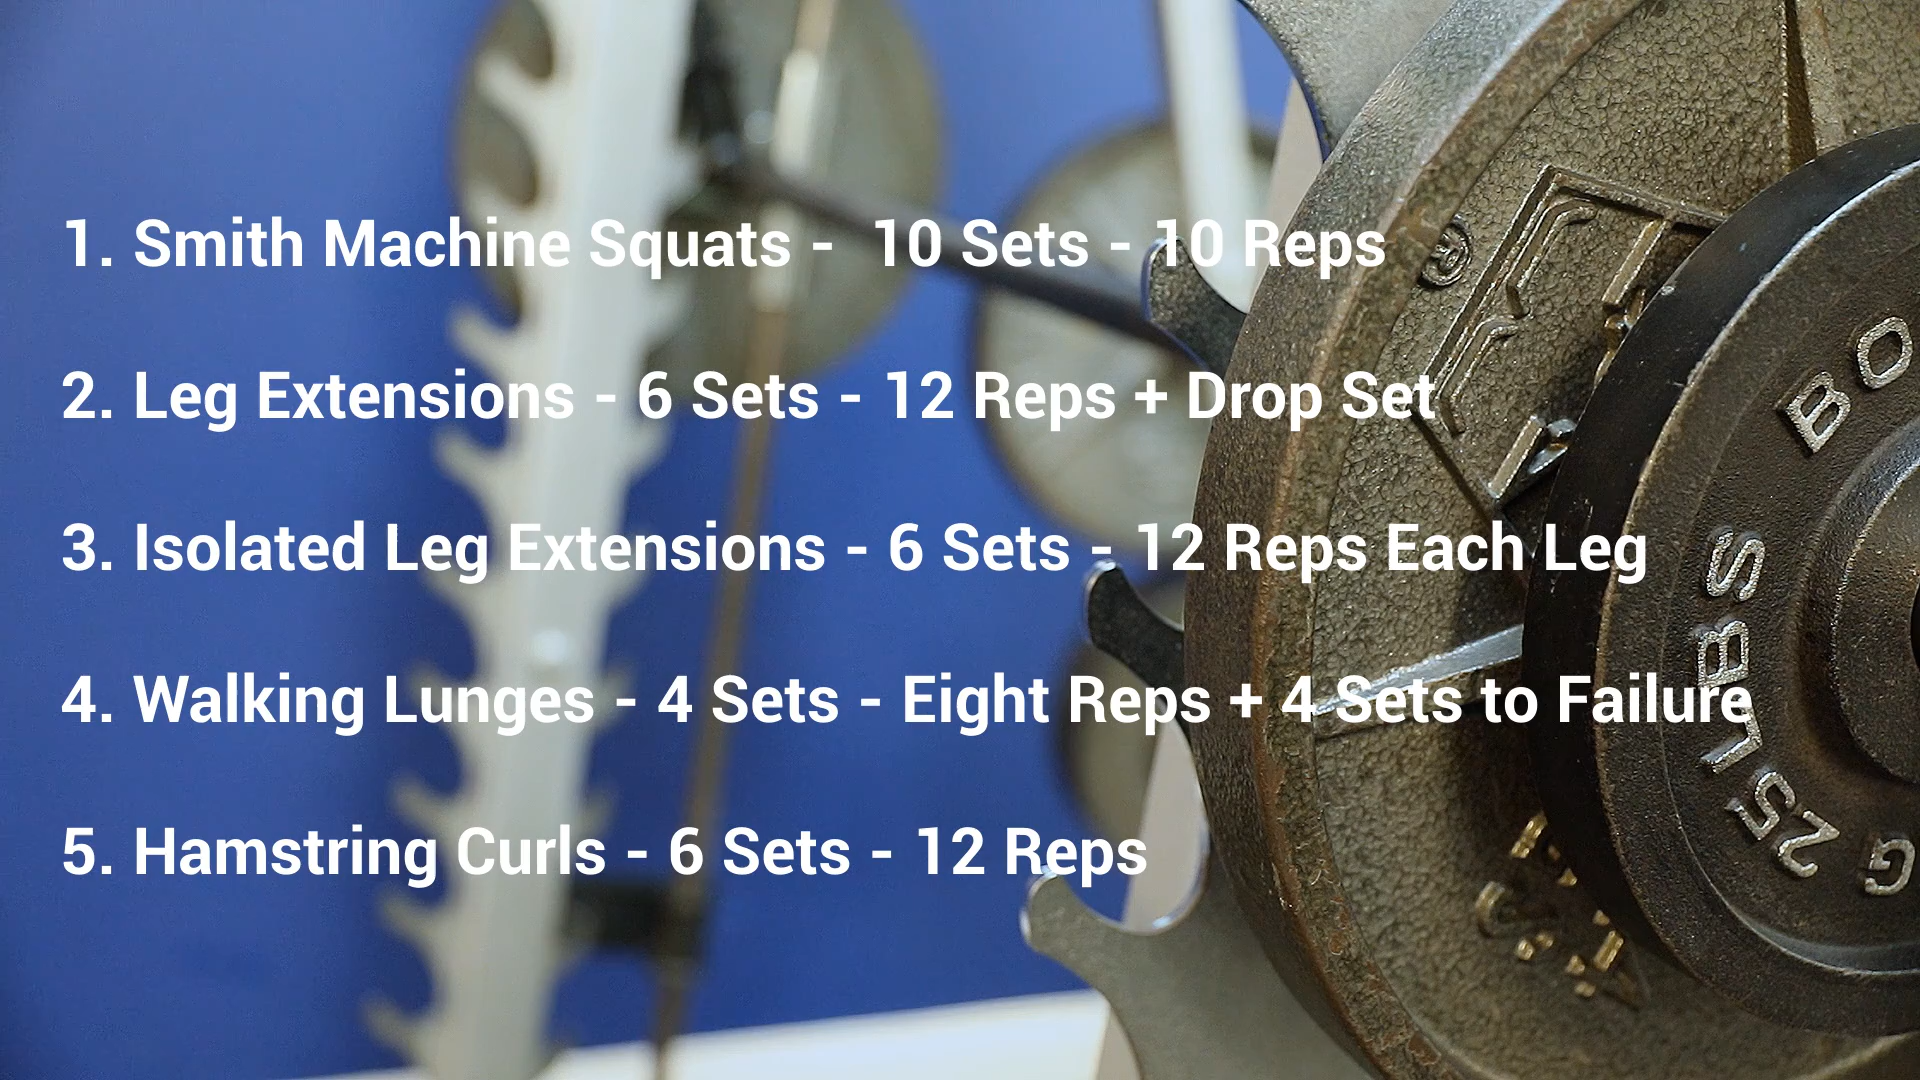 1. Smith Machine Squats -  10 Sets - 10 Reps
2. Leg Extensions - 6 Sets - 12 Reps + Drop Set
3. Isolated Leg Extensions - 6 Sets - 12 Reps Each Leg
4. Walking Lunges - 4 Sets - Eight Reps + 4 Sets to Failure
5. Hamstring Curls - 6 Sets - 12 Reps
25 LBS